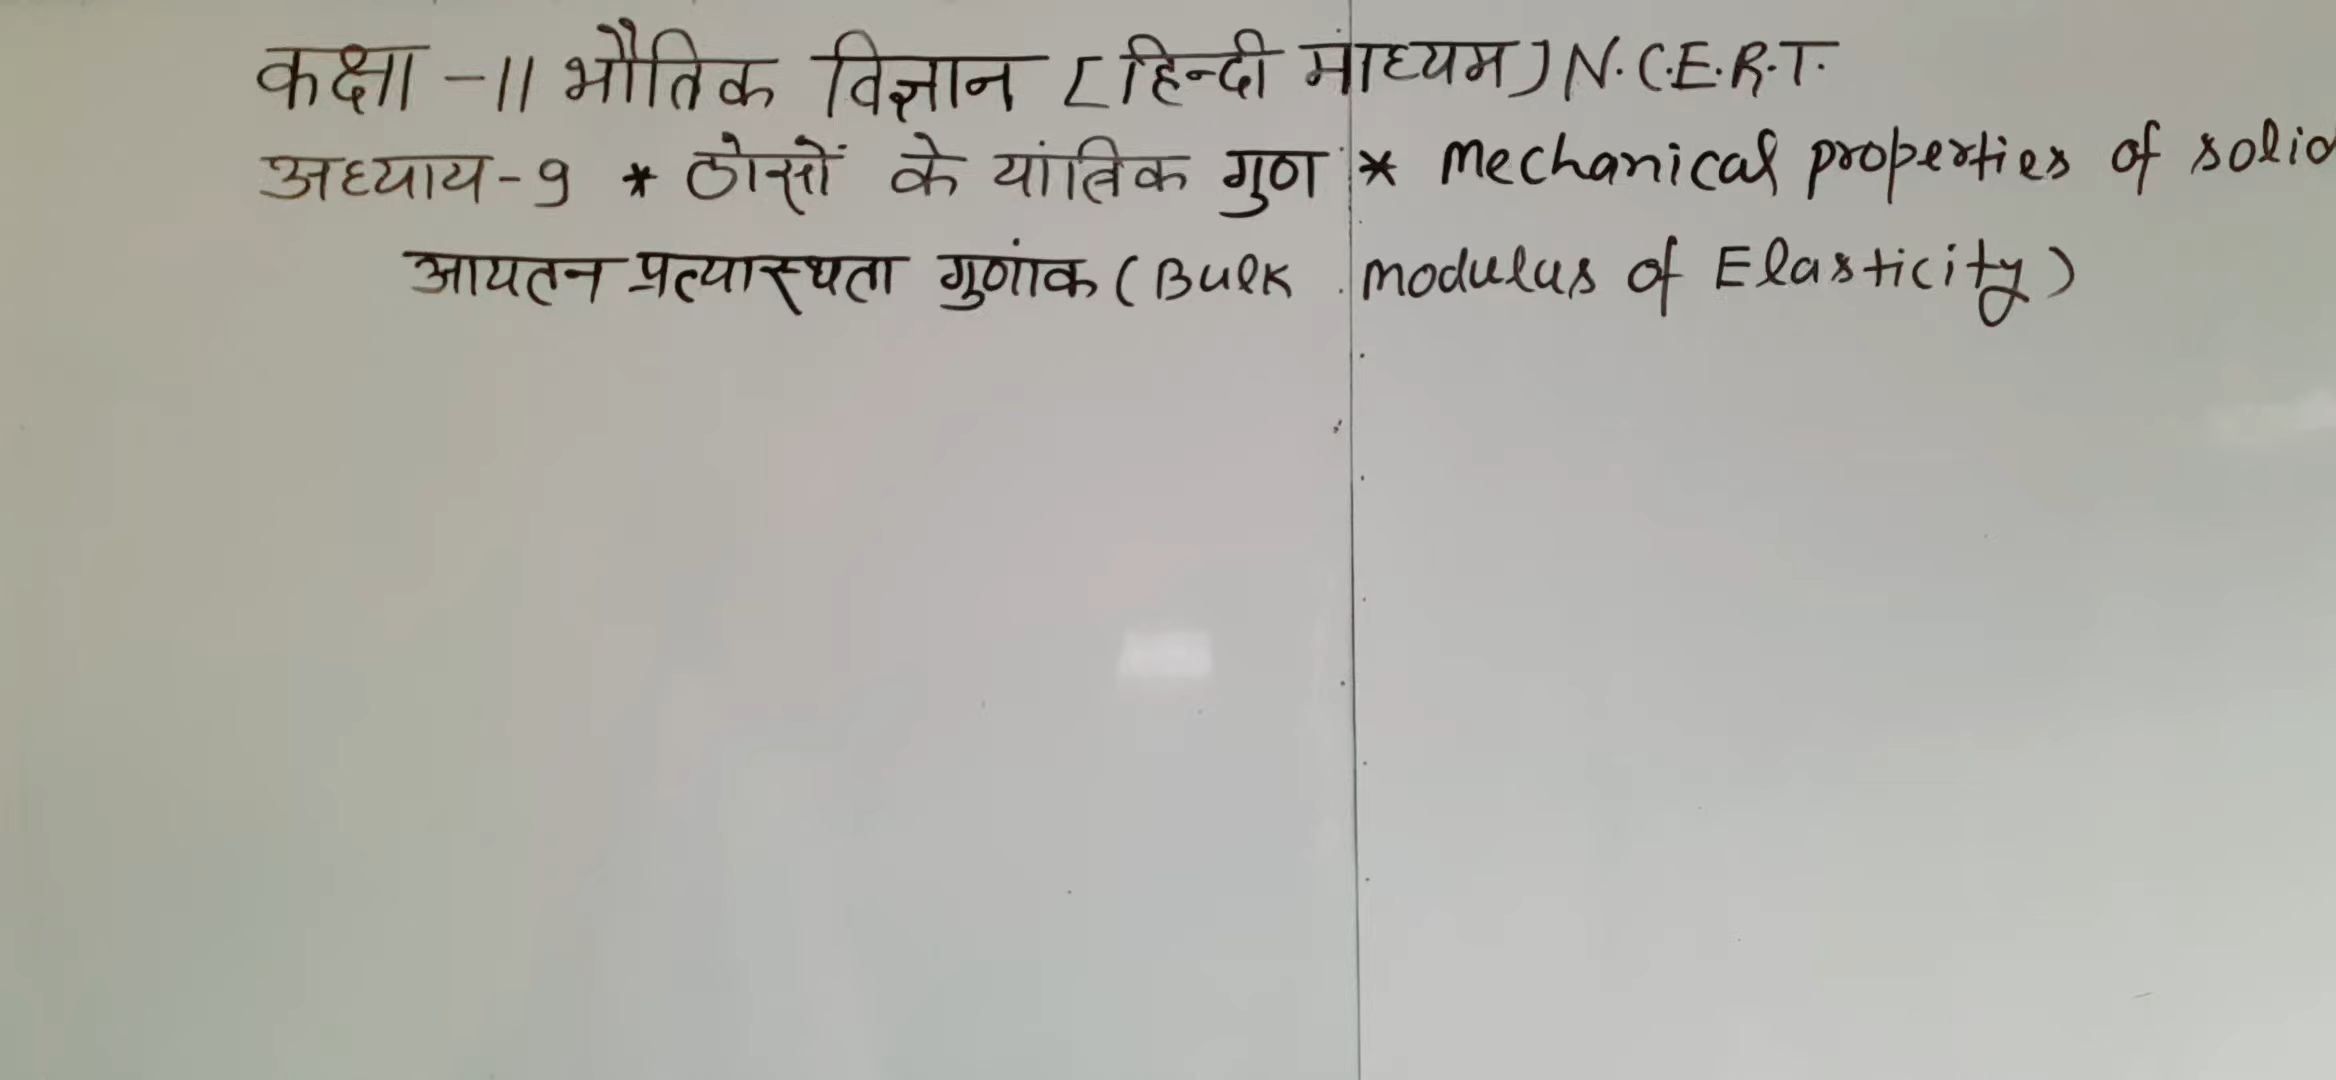 कक्षा -11 भौतिक विज्ञान [हिन्दी माध्यम) N.C.E.R.T.
अध्याय-9 * ठोसों के यांत्रिक गुण * Mechanical properties of solid
आयतन प्रत्यास्थता गुणांक (Bulk modulus of Elasticity)